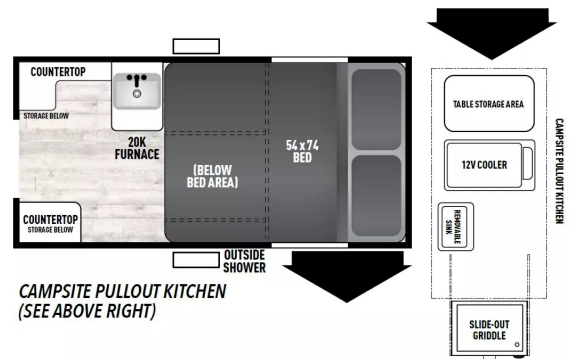 COUNTERTOP
STORAGE BELOW
20K
FURNACE
(BELOW
BED AREA)
54 x 74
BED
COUNTERTOP
STORAGE BELOW
OUTSIDE
SHOWER
CAMPSITE PULLOUT KITCHEN
(SEE ABOVE RIGHT)
TABLE STORAGE AREA
12V COOLER
REMOVABLE
SINK
SLIDE-OUT
GRIDDLE
CAMPSITE PULLOUT KITCHEN